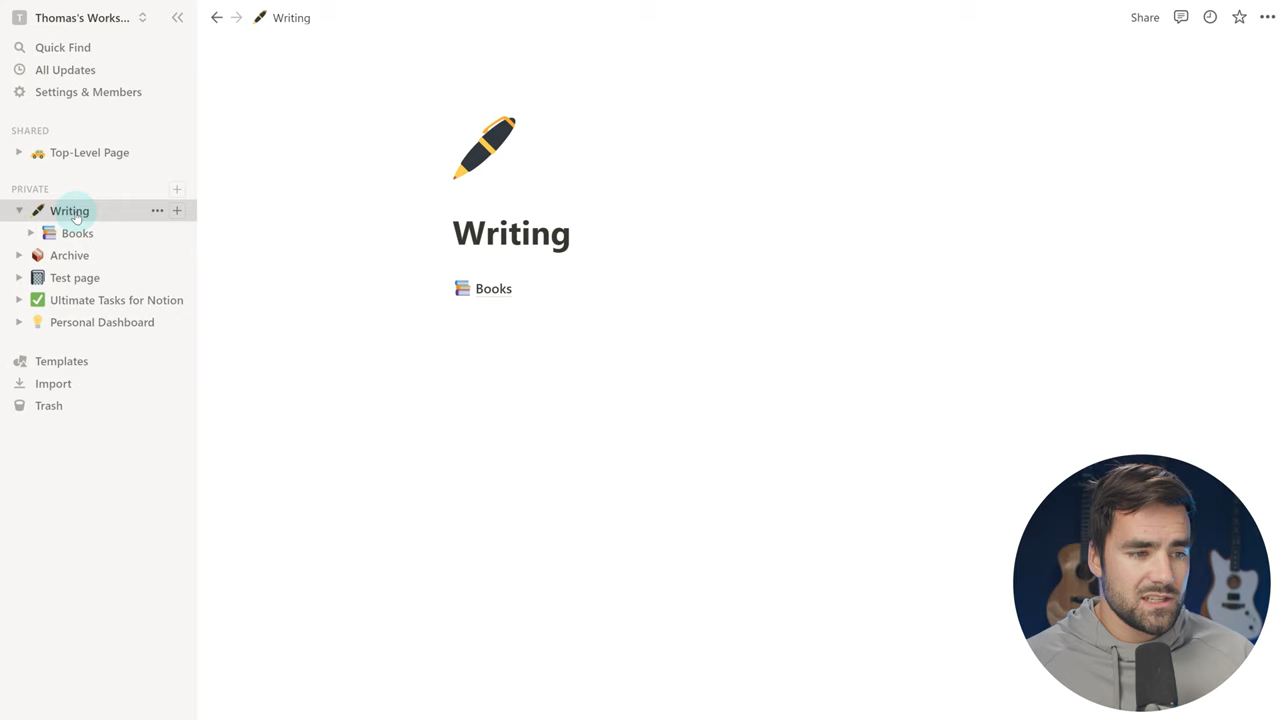 T Thomas's Works...
Writing
Share
Quick Find
All Updates
Settings & Members
SHARED
Top-Level Page
PRIVATE
Writing
Books
Archive
Test page
Ultimate Tasks for Notion
Personal Dashboard
Templates
Import
Trash
Writing
Books